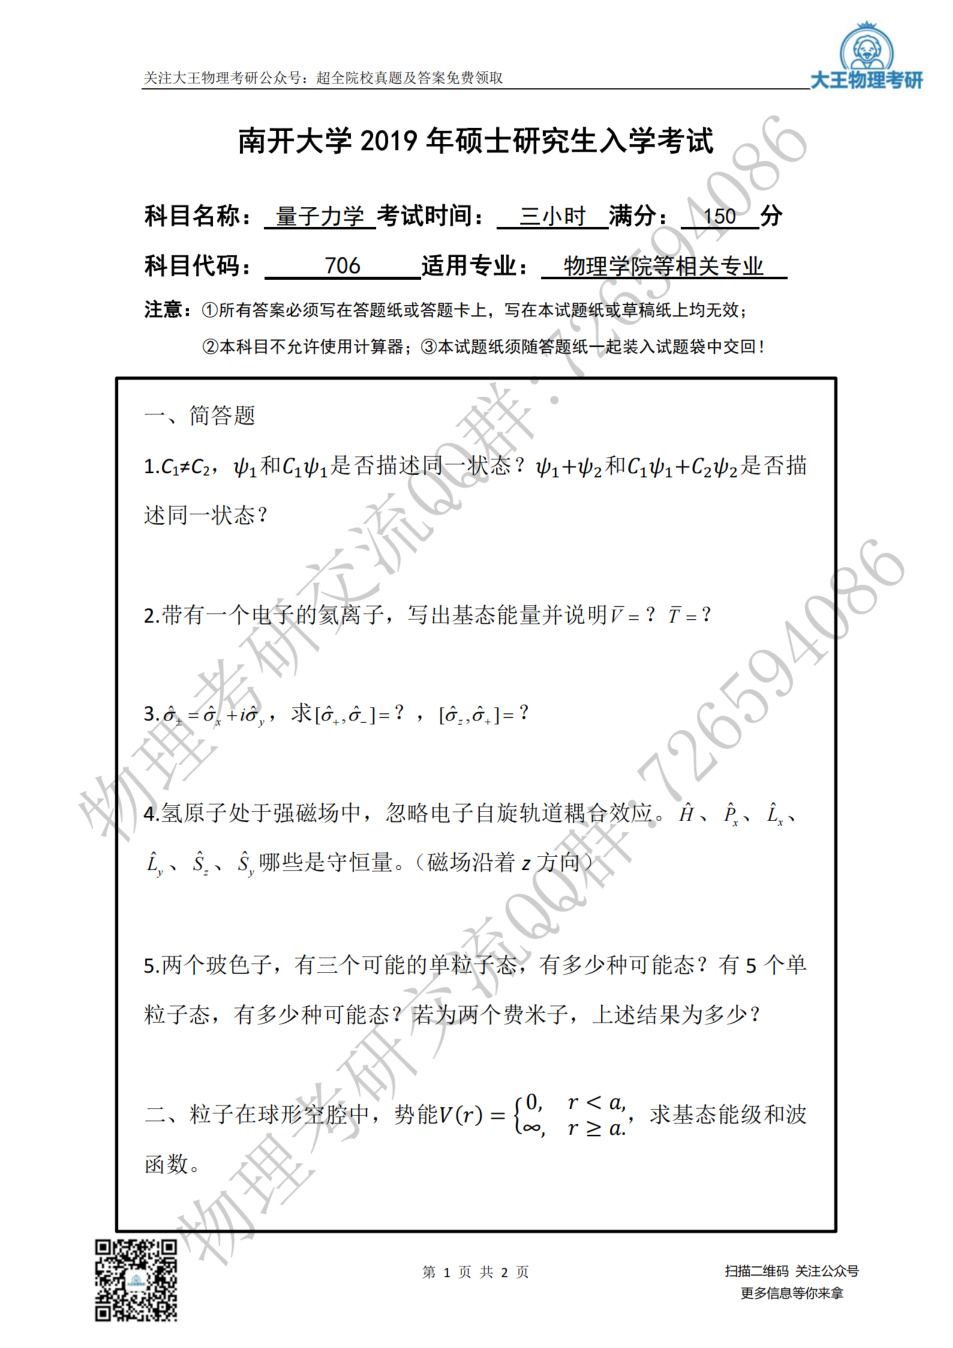 关注大王物理考研公众号：超全院校真题及答案免费领取
大王物理考研
南开大学 2019 年硕士研究生入学考试
科目名称： 量子力学 考试时间： 三小时 满分： 150 分
科目代码： 706 适用专业： 物理学院等相关专业
注意：①所有答案必须写在答题纸或答题卡上，写在本试题纸或草稿纸上均无效；
②本科目不允许使用计算器；③本试题纸须随答题纸一起装入试题袋中交回！
一、简答题
1.C₁≠C₂，ψ₁和C₁ψ₁是否描述同一状态？ψ₁+ψ₂和C₁ψ₁+C₂ψ₂是否描
述同一状态？
2.带有一个电子的氦离子，写出基态能量并说明V̅ =？T̅ =？
3.σ̂± = σ̂x + iσ̂y，求[σ̂₊,σ̂₋]=？，[σ̂z,σ̂₊]=？
4.氢原子处于强磁场中，忽略电子自旋轨道耦合效应。Ĥ、P̂x、L̂x、
L̂y、Ŝz、Ŝy哪些是守恒量。（磁场沿着 z 方向）
5.两个玻色子，有三个可能的单粒子态，有多少种可能态？有 5 个单
粒子态，有多少种可能态？若为两个费米子，上述结果为多少？
二、粒子在球形空腔中，势能V(r) = {0, r < a, ∞, r ≥ a.，求基态能级和波
函数。
物理考研交流QQ群：726594086
物理考研交流QQ群：726594086
大王物理考研
第 1 页 共 2 页
扫描二维码 关注公众号
更多信息等你来拿